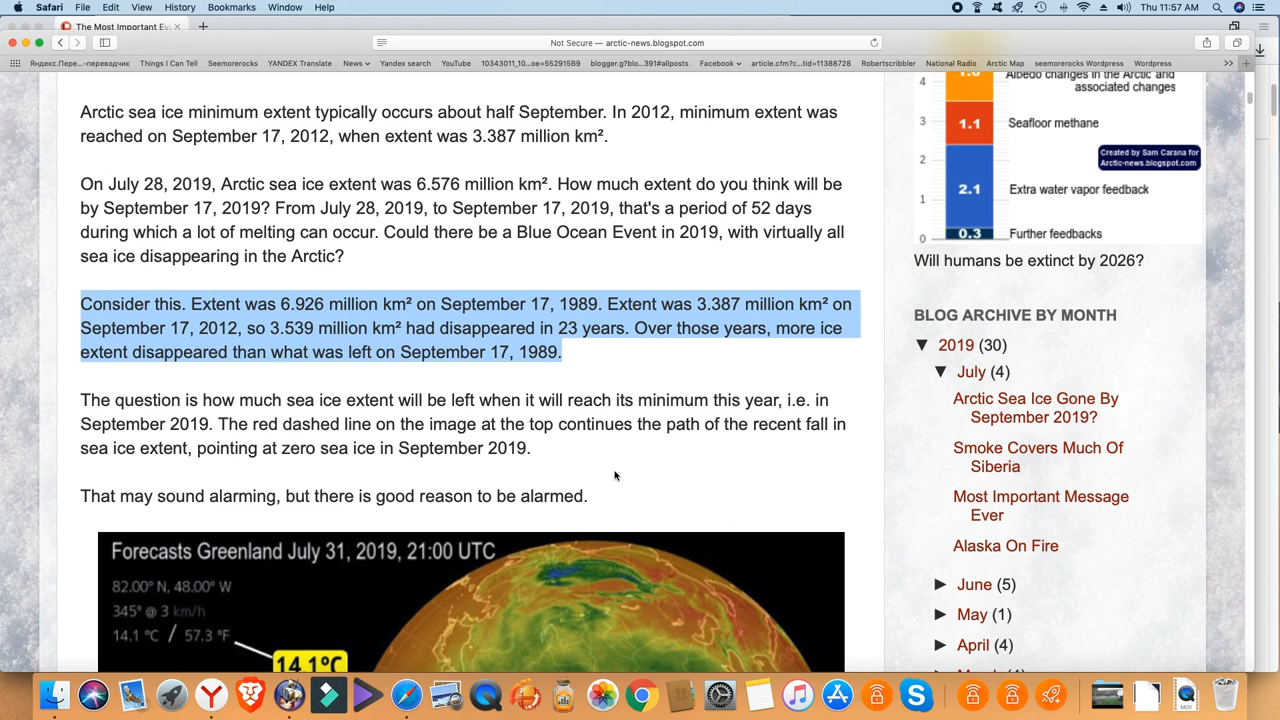 Safari File Edit View History Bookmarks Window Help
Thu 11:57 AM
The Most Important Ev
Not Secure — arctic-news.blogspot.com
Яндекс.Пере...-переводчик Things I Can Tell Seemorerocks YANDEX Translate News Yandex search YouTube 10343011_10...oe=552915B9 blogger.g?blo...391#allposts Facebook article.cfm?c...tid=11388728 Robertscribbler National Radio Arctic Map seemorerocks Wordpress Wordpress
Arctic sea ice minimum extent typically occurs about half September. In 2012, minimum extent was
reached on September 17, 2012, when extent was 3.387 million km².
On July 28, 2019, Arctic sea ice extent was 6.576 million km². How much extent do you think will be
by September 17, 2019? From July 28, 2019, to September 17, 2019, that's a period of 52 days
during which a lot of melting can occur. Could there be a Blue Ocean Event in 2019, with virtually all
sea ice disappearing in the Arctic?
Consider this. Extent was 6.926 million km² on September 17, 1989. Extent was 3.387 million km² on
September 17, 2012, so 3.539 million km² had disappeared in 23 years. Over those years, more ice
extent disappeared than what was left on September 17, 1989.
The question is how much sea ice extent will be left when it will reach its minimum this year, i.e. in
September 2019. The red dashed line on the image at the top continues the path of the recent fall in
sea ice extent, pointing at zero sea ice in September 2019.
That may sound alarming, but there is good reason to be alarmed.
Forecasts Greenland July 31, 2019, 21:00 UTC
82.00° N, 48.00° W
345° @ 3 km/h
14.1 °C / 57.3 °F
14.1°C
4
3
2
1
0
1.6
1.1
2.1
0.3
Albedo changes in the Arctic and
associated changes
Seafloor methane
Created by Sam Carana for
Arctic-news.blogspot.com
Extra water vapor feedback
Further feedbacks
Will humans be extinct by 2026?
BLOG ARCHIVE BY MONTH
▼ 2019 (30)
▼ July (4)
Arctic Sea Ice Gone By
September 2019?
Smoke Covers Much Of
Siberia
Most Important Message
Ever
Alaska On Fire
► June (5)
► May (1)
► April (4)